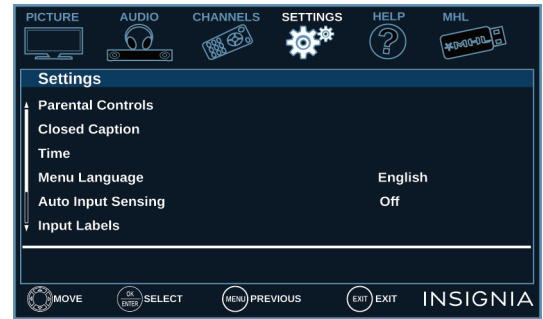 PICTURE AUDIO CHANNELS SETTINGS HELP MHL
MHL
Settings
Parental Controls
Closed Caption
Time
Menu Language English
Auto Input Sensing Off
Input Labels
MOVE OK ENTER SELECT MENU PREVIOUS EXIT EXIT INSIGNIA